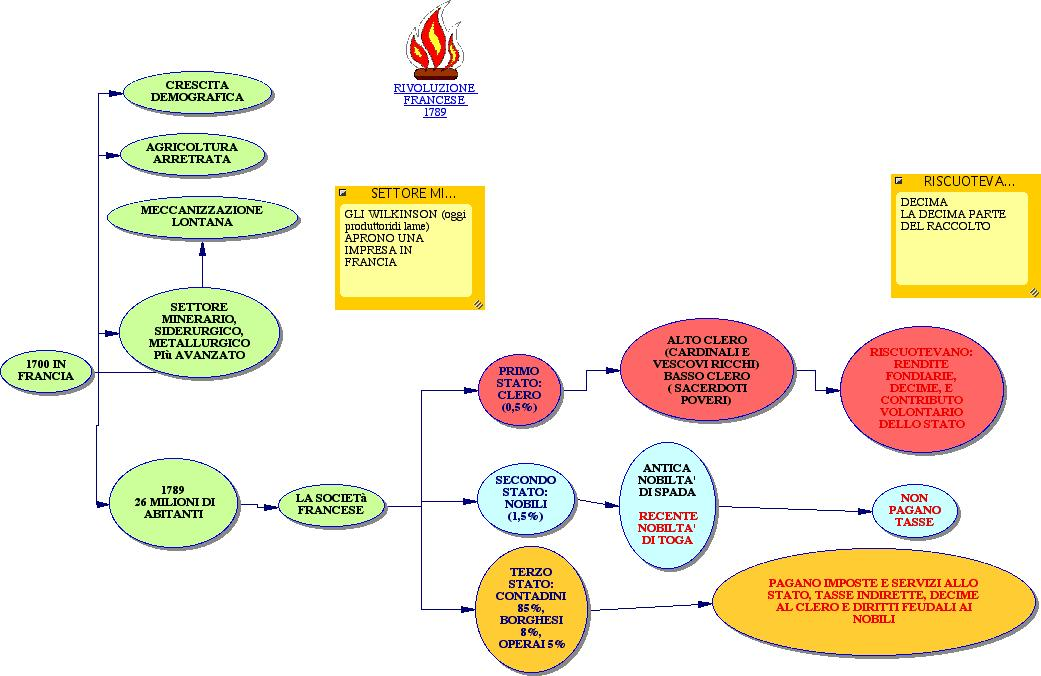 RIVOLUZIONE
FRANCESE
1789
CRESCITA
DEMOGRAFICA
AGRICOLTURA
ARRETRATA
MECCANIZZAZIONE
LONTANA
SETTORE
MINERARIO,
SIDERURGICO,
METALLURGICO
PIù AVANZATO
1700 IN
FRANCIA
1789
26 MILIONI DI
ABITANTI
LA SOCIETà
FRANCESE
SETTORE MI...
GLI WILKINSON (oggi
produttoridi lame)
APRONO UNA
IMPRESA IN
FRANCIA
RISCUOTEVA...
DECIMA
LA DECIMA PARTE
DEL RACCOLTO
PRIMO
STATO:
CLERO
(0,5%)
ALTO CLERO
(CARDINALI E
VESCOVI RICCHI)
BASSO CLERO
( SACERDOTI
POVERI)
RISCUOTEVANO:
RENDITE
FONDIARIE,
DECIME, E
CONTRIBUTO
VOLONTARIO
DELLO STATO
SECONDO
STATO:
NOBILI
(1,5%)
ANTICA
NOBILTA'
DI SPADA
RECENTE
NOBILTA'
DI TOGA
NON
PAGANO
TASSE
TERZO
STATO:
CONTADINI
85%,
BORGHESI
8%,
OPERAI 5%
PAGANO IMPOSTE E SERVIZI ALLO
STATO, TASSE INDIRETTE, DECIME
AL CLERO E DIRITTI FEUDALI AI
NOBILI